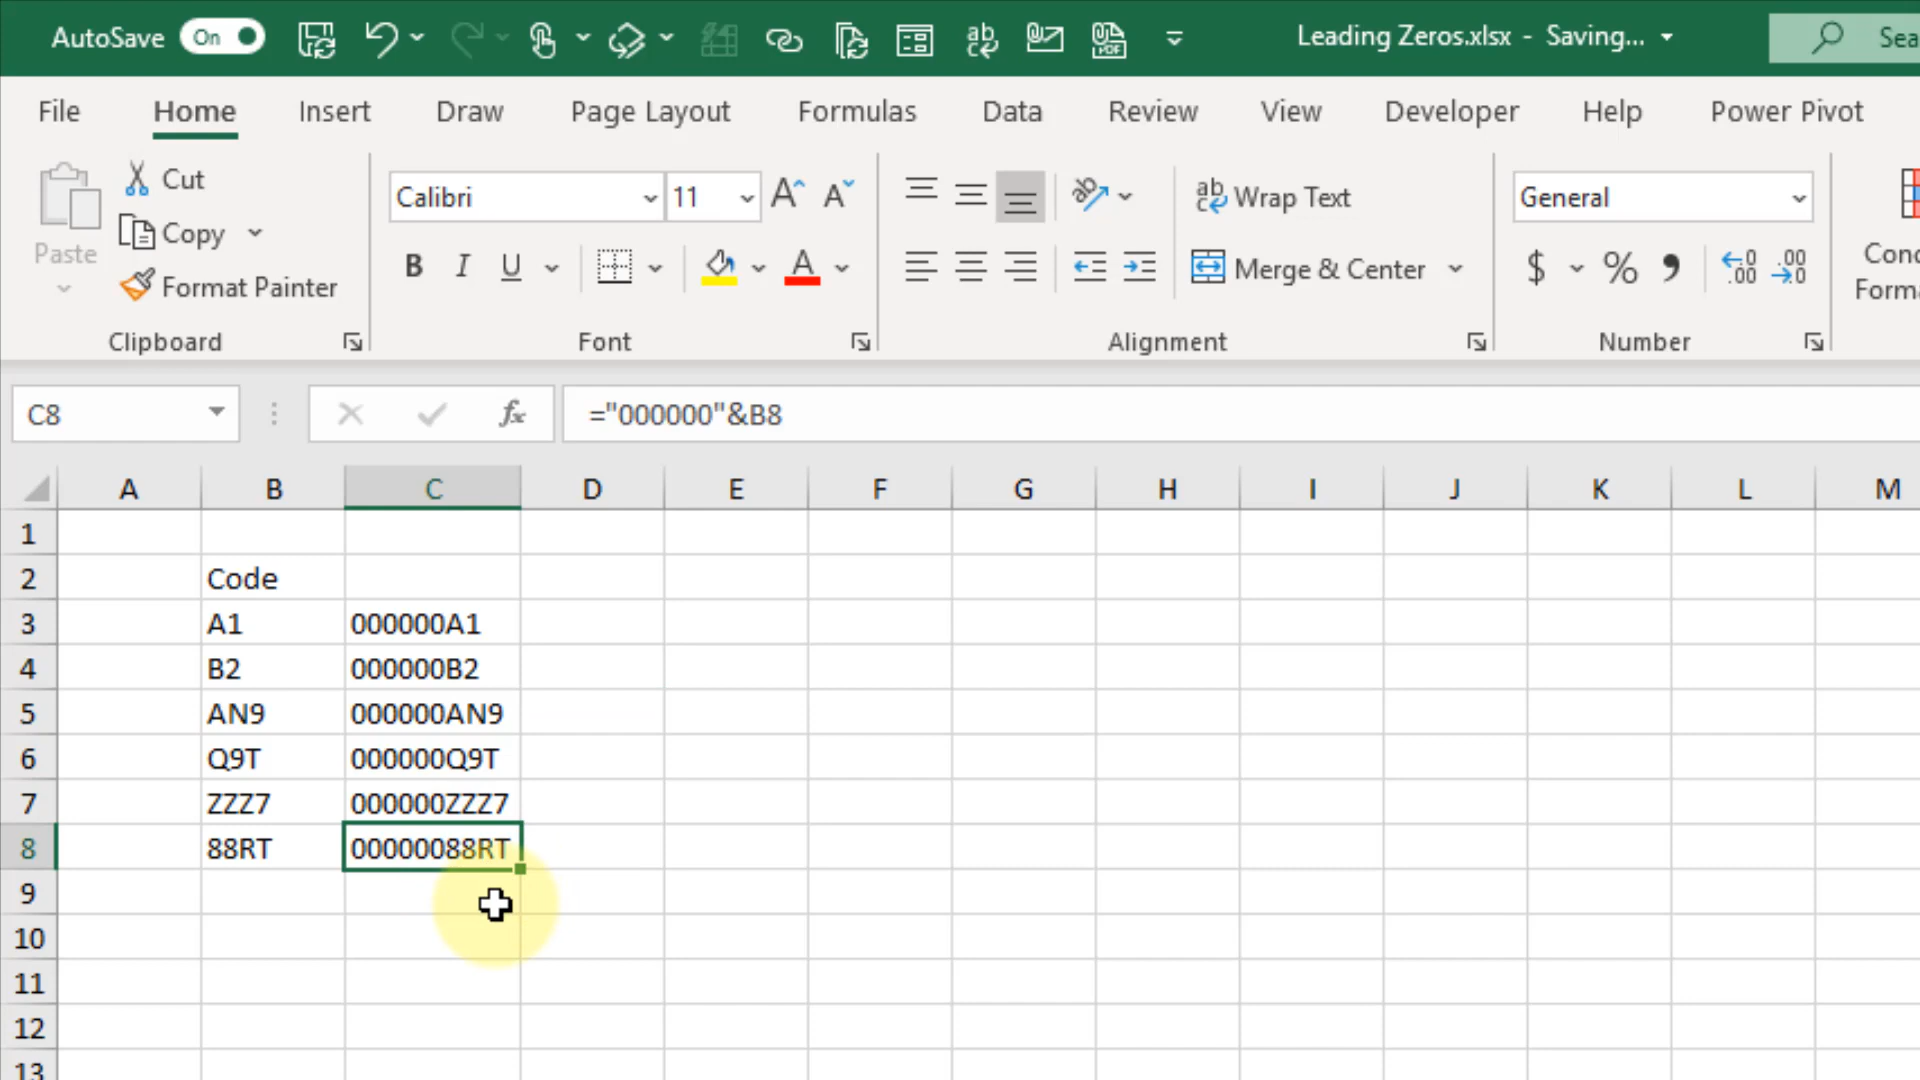 AutoSave On Leading Zeros.xlsx - Saving... Sea
File Home Insert Draw Page Layout Formulas Data Review View Developer Help Power Pivot
Cut
Copy
Paste
Format Painter
Clipboard
Calibri 11
B I U
Font
Wrap Text
Merge & Center
Alignment
General
$ % ,
Number
Cond
Forma
C8 fx ="000000"&B8
A B C D E F G H I J K L M
1
2 Code
3 A1 000000A1
4 B2 000000B2
5 AN9 000000AN9
6 Q9T 000000Q9T
7 ZZZ7 000000ZZZ7
8 88RT 00000088RT
9
10
11
12
13